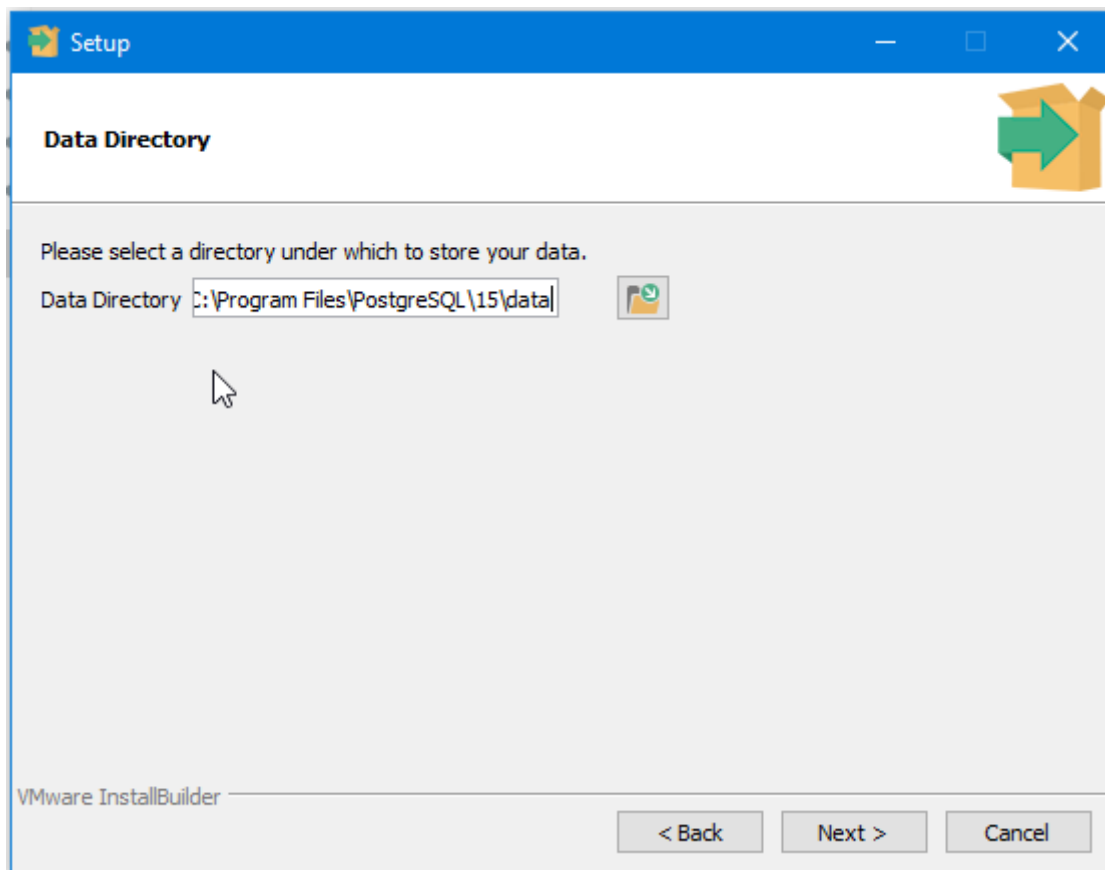 Setup
Data Directory
Please select a directory under which to store your data.
Data Directory C:\Program Files\PostgreSQL\15\data
VMware InstallBuilder
< Back Next > Cancel